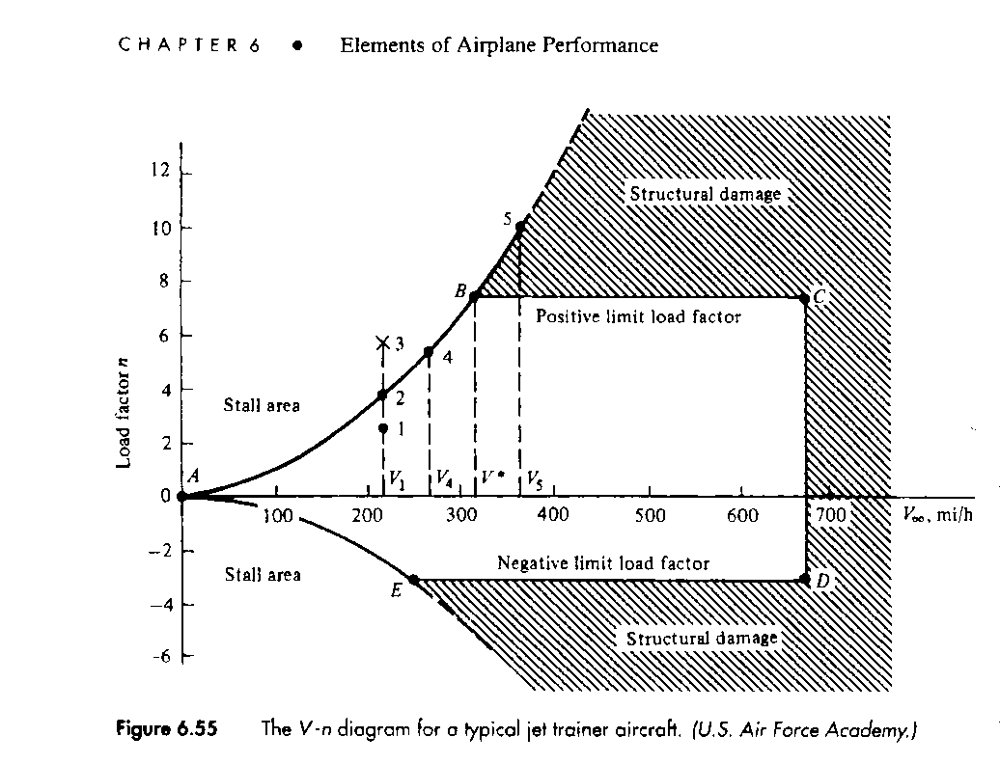 CHAPTER 6 • Elements of Airplane Performance
12
10
8
6
4
2
0
−2
−4
-6
Load factor n
Structural damage
5
B
C
Positive limit load factor
3
4
2
1
Stall area
A
V₁ V₄ V* V₅
100 200 300 400 500 600 700 V∞, mi/h
Negative limit load factor
Stall area
E
D
Structural damage
Figure 6.55 The V-n diagram for a typical jet trainer aircraft. (U.S. Air Force Academy.)